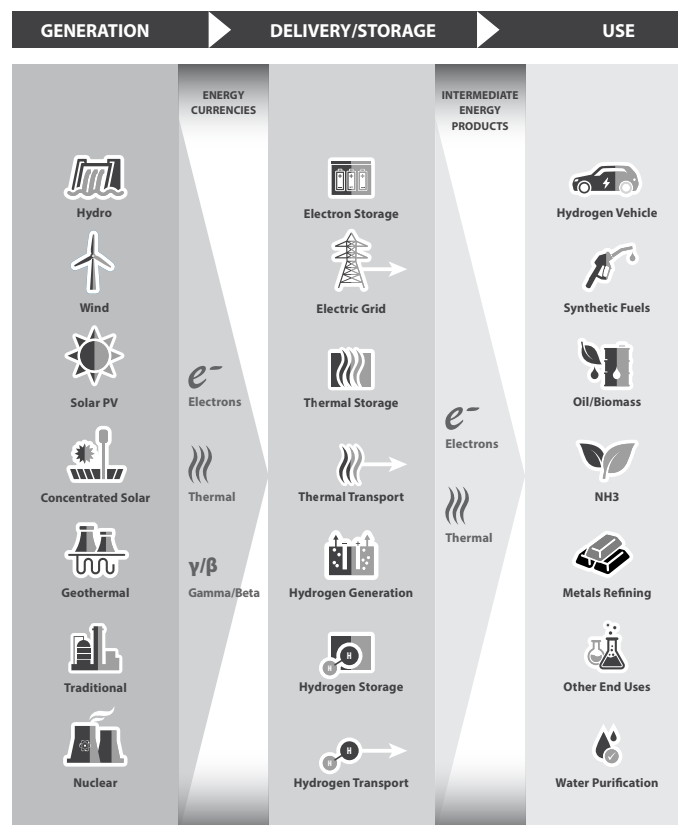 GENERATION
DELIVERY/STORAGE
USE
ENERGY
CURRENCIES
INTERMEDIATE
ENERGY
PRODUCTS
Hydro
Wind
Solar PV
Concentrated Solar
Geothermal
Traditional
Nuclear
e-
Electrons
Thermal
γ/β
Gamma/Beta
Electron Storage
Electric Grid
Thermal Storage
Thermal Transport
- +
Hydrogen Generation
H H
Hydrogen Storage
H H
Hydrogen Transport
e-
Electrons
Thermal
Hydrogen Vehicle
Synthetic Fuels
Oil/Biomass
NH3
Metals Refining
Other End Uses
Water Purification